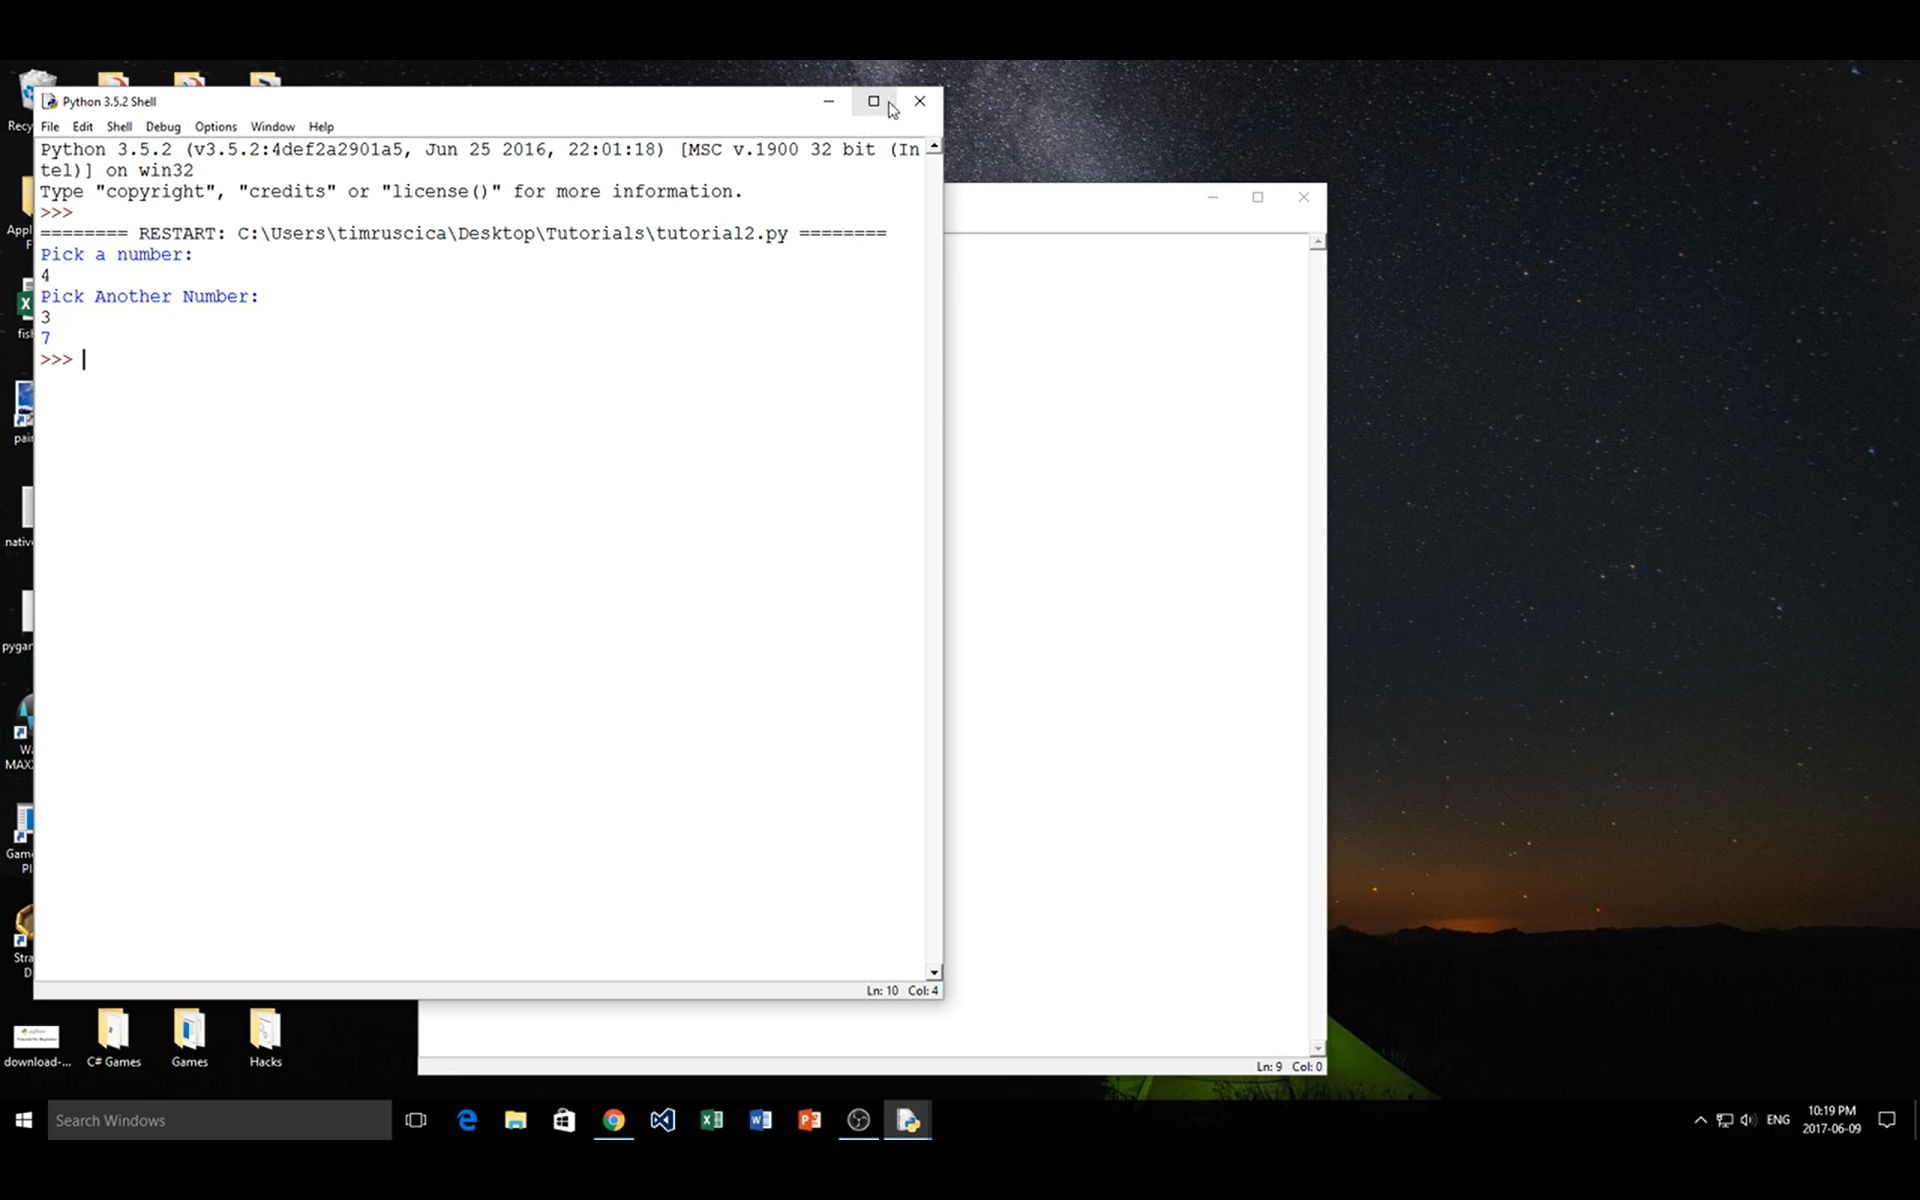 Python 3.5.2 Shell
File Edit Shell Debug Options Window Help
Python 3.5.2 (v3.5.2:4def2a2901a5, Jun 25 2016, 22:01:18) [MSC v.1900 32 bit (In
tel)] on win32
Type "copyright", "credits" or "license()" for more information.
>>>
======== RESTART: C:\Users\timruscica\Desktop\Tutorials\tutorial2.py ========
Pick a number:
4
Pick Another Number:
3
7
>>>
Ln: 10 Col: 4
Ln: 9 Col: 0
Recy
Appl
F
fis
pai
nativ
pygar
W
MAX
Gam
Pl
Stra
D
download-...
C# Games
Games
Hacks
Search Windows
ENG
10:19 PM
2017-06-09